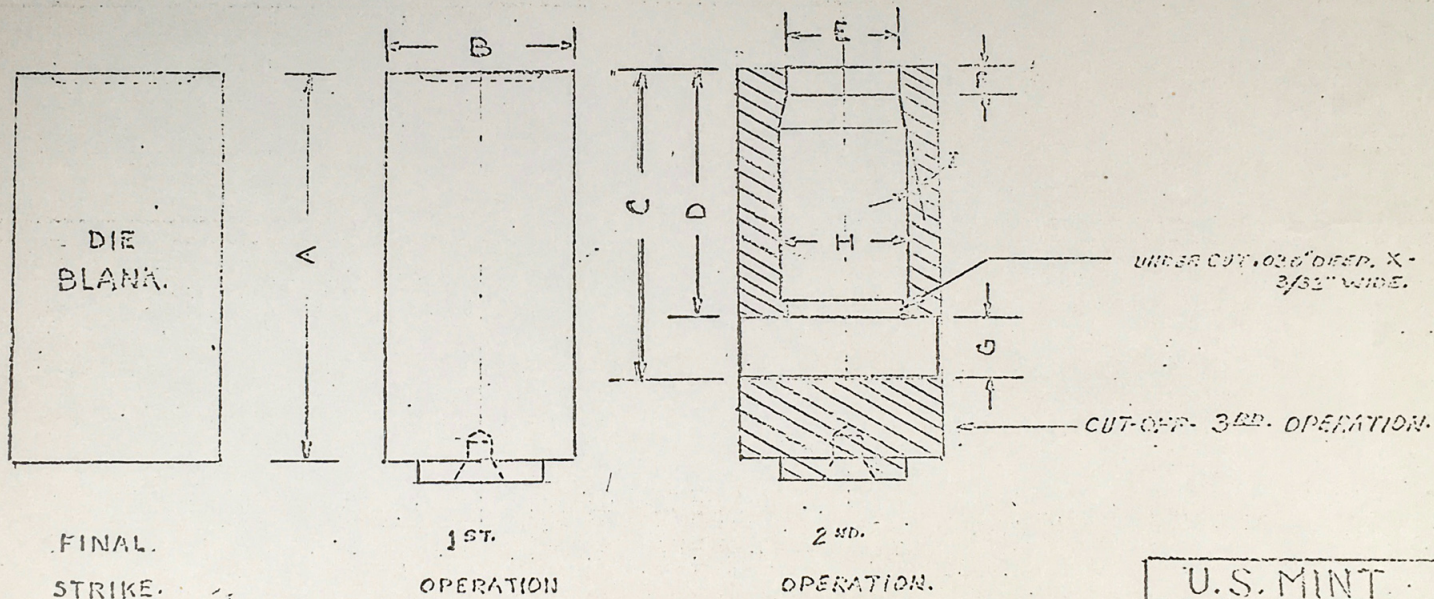 B
E
F
DIE
BLANK.
A
C
D
H
UNDER CUT .030" DEEP. X-
3/32" WIDE.
G
CUT-OFF. 3RD. OPERATION.
FINAL.
STRIKE.
1ST.
OPERATION
2ND.
OPERATION.
U.S. MINT